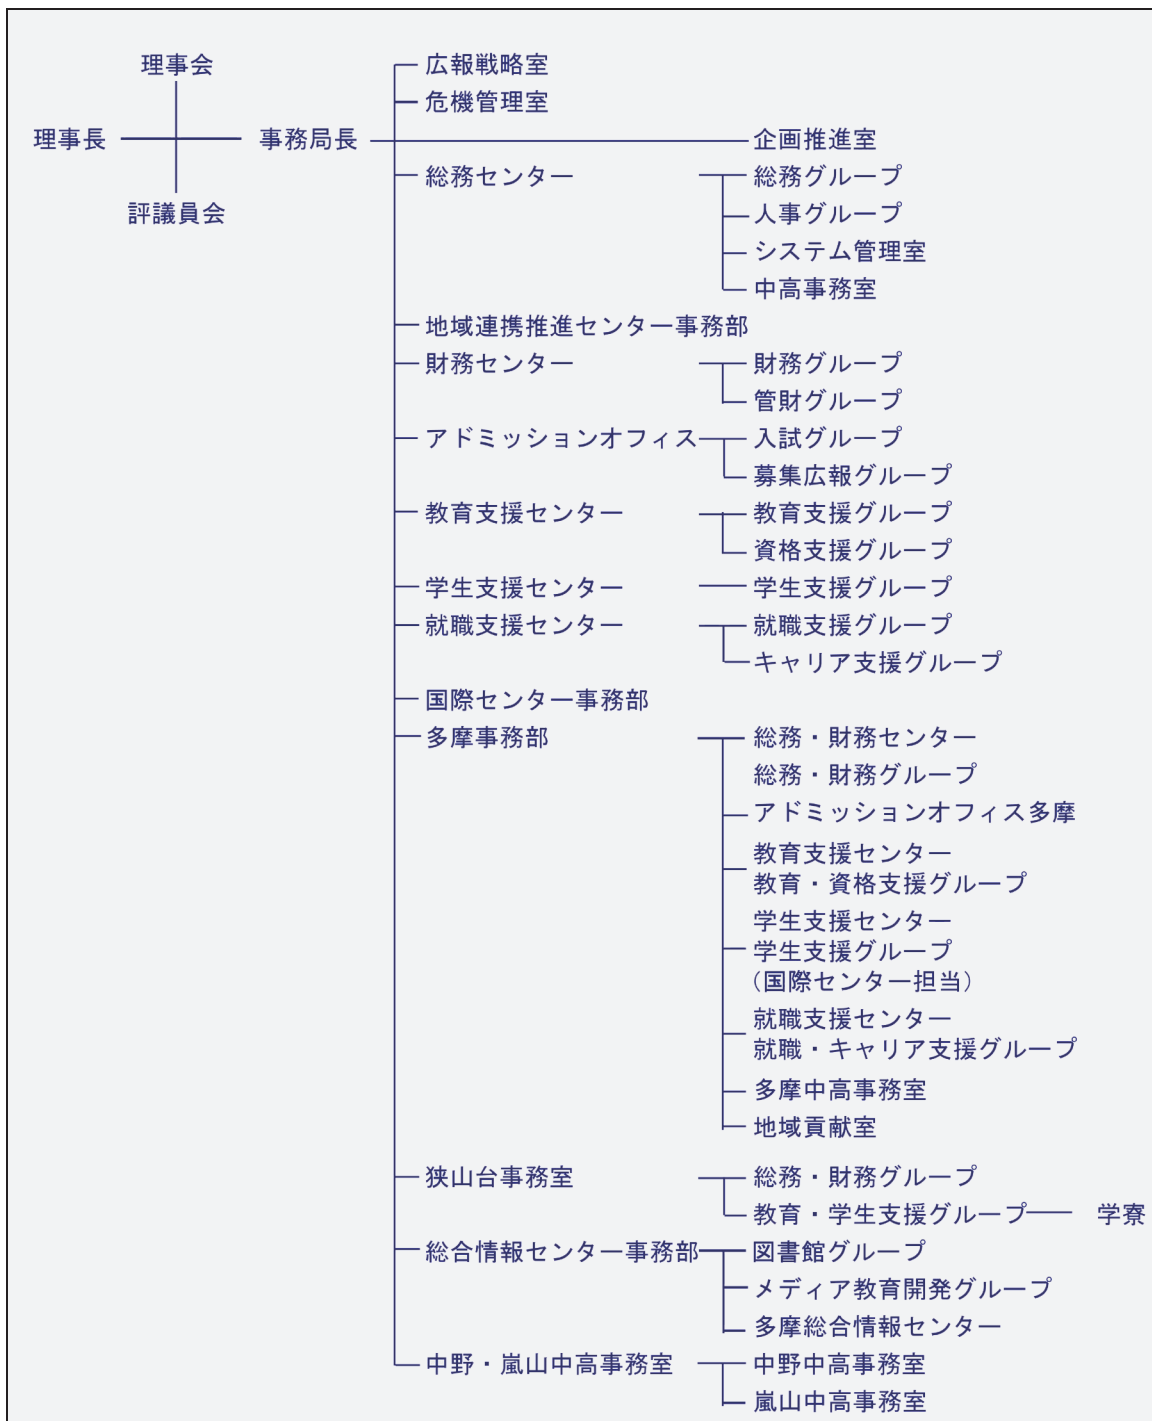 理事会
理事長
事務局長
評議員会
広報戦略室
危機管理室
企画推進室
総務センター
総務グループ
人事グループ
システム管理室
中高事務室
地域連携推進センター事務部
財務センター
財務グループ
管財グループ
アドミッションオフィス
入試グループ
募集広報グループ
教育支援センター
教育支援グループ
資格支援グループ
学生支援センター
学生支援グループ
就職支援センター
就職支援グループ
キャリア支援グループ
国際センター事務部
多摩事務部
総務・財務センター
総務・財務グループ
アドミッションオフィス多摩
教育支援センター
教育・資格支援グループ
学生支援センター
学生支援グループ
（国際センター担当）
就職支援センター
就職・キャリア支援グループ
多摩中高事務室
地域貢献室
狭山台事務室
総務・財務グループ
教育・学生支援グループ
学寮
総合情報センター事務部
図書館グループ
メディア教育開発グループ
多摩総合情報センター
中野・嵐山中高事務室
中野中高事務室
嵐山中高事務室